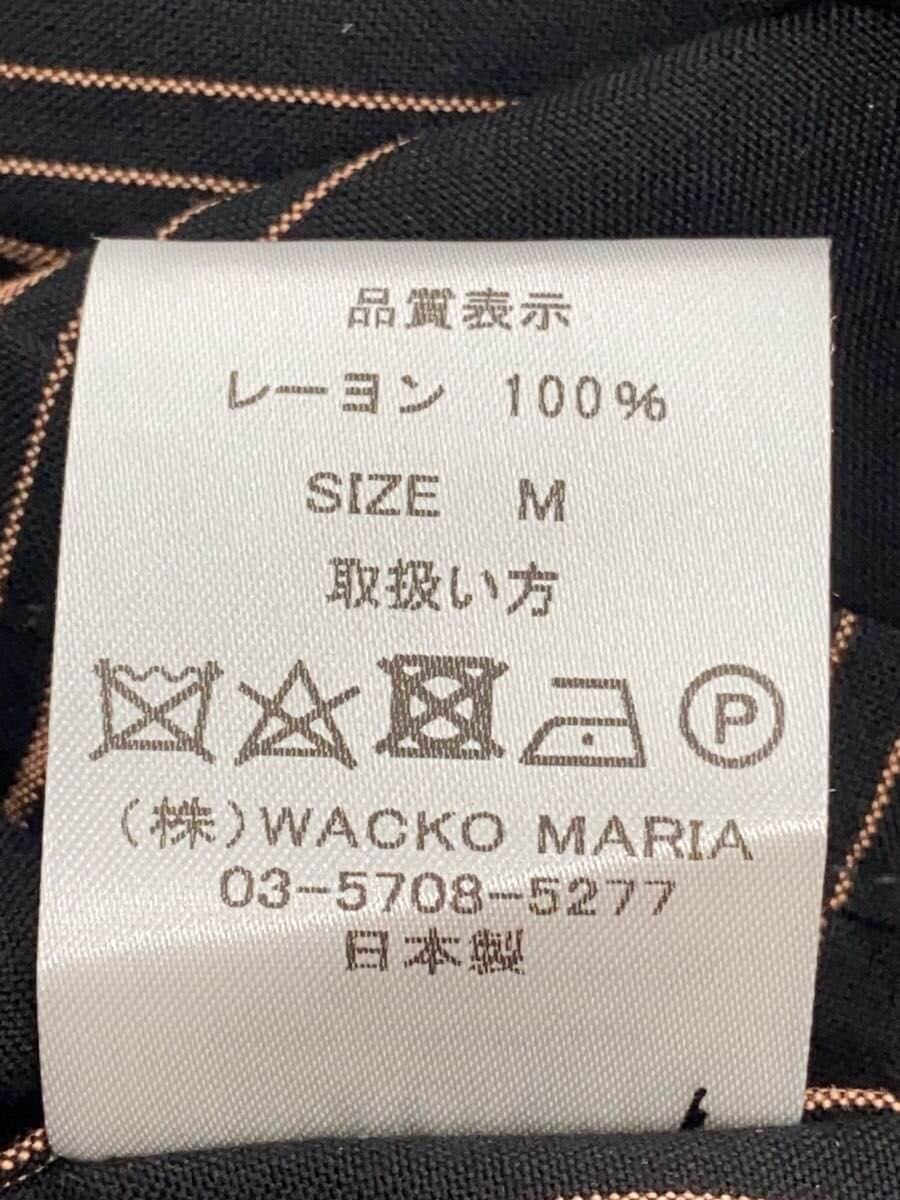 品質表示
レーヨン 100%
SIZE M
取扱い方
P
(株)WACKO MARIA
03-5708-5277
日本製